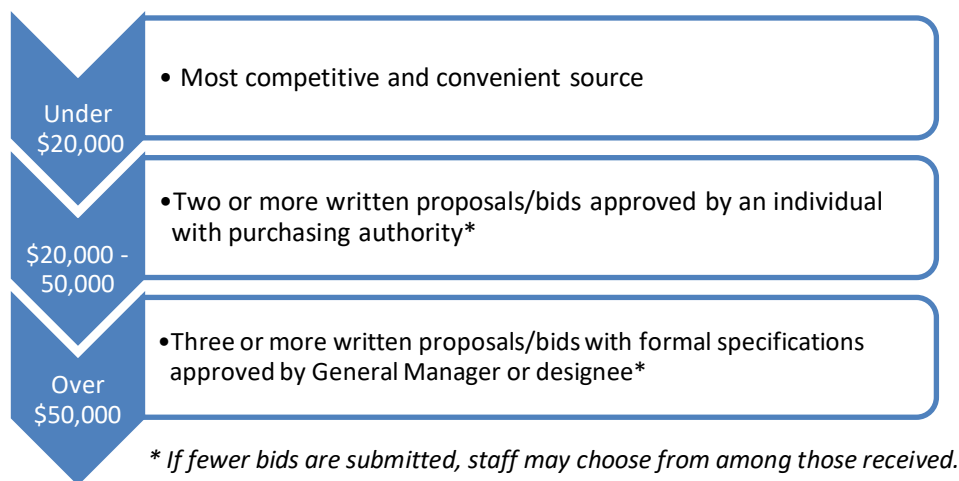 Under
$20,000
• Most competitive and convenient source
$20,000 -
50,000
•Two or more written proposals/bids approved by an individual
with purchasing authority*
Over
$50,000
•Three or more written proposals/bids with formal specifications
approved by General Manager or designee*
* If fewer bids are submitted, staff may choose from among those received.